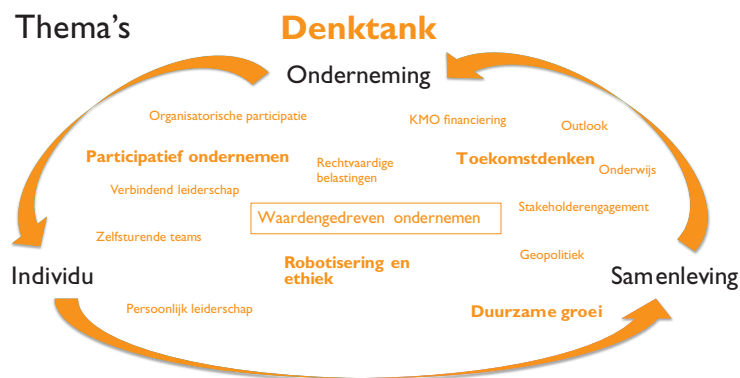 Thema's
Denktank
Onderneming
Organisatorische participatie
KMO financiering
Outlook
Participatief ondernemen
Rechtvaardige
belastingen
Toekomstdenken
Onderwijs
Verbindend leiderschap
Waardengedreven ondernemen
Stakeholderengagement
Zelfsturende teams
Geopolitiek
Robotisering en
ethiek
Individu
Samenleving
Persoonlijk leiderschap
Duurzame groei